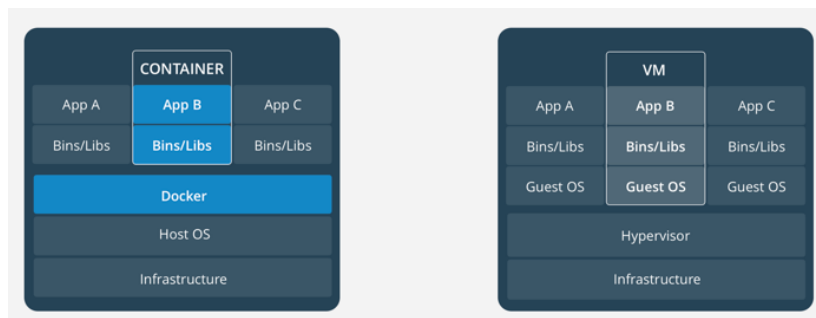 CONTAINER
App A App B App C
Bins/Libs Bins/Libs Bins/Libs
Docker
Host OS
Infrastructure
VM
App A App B App C
Bins/Libs Bins/Libs Bins/Libs
Guest OS Guest OS Guest OS
Hypervisor
Infrastructure